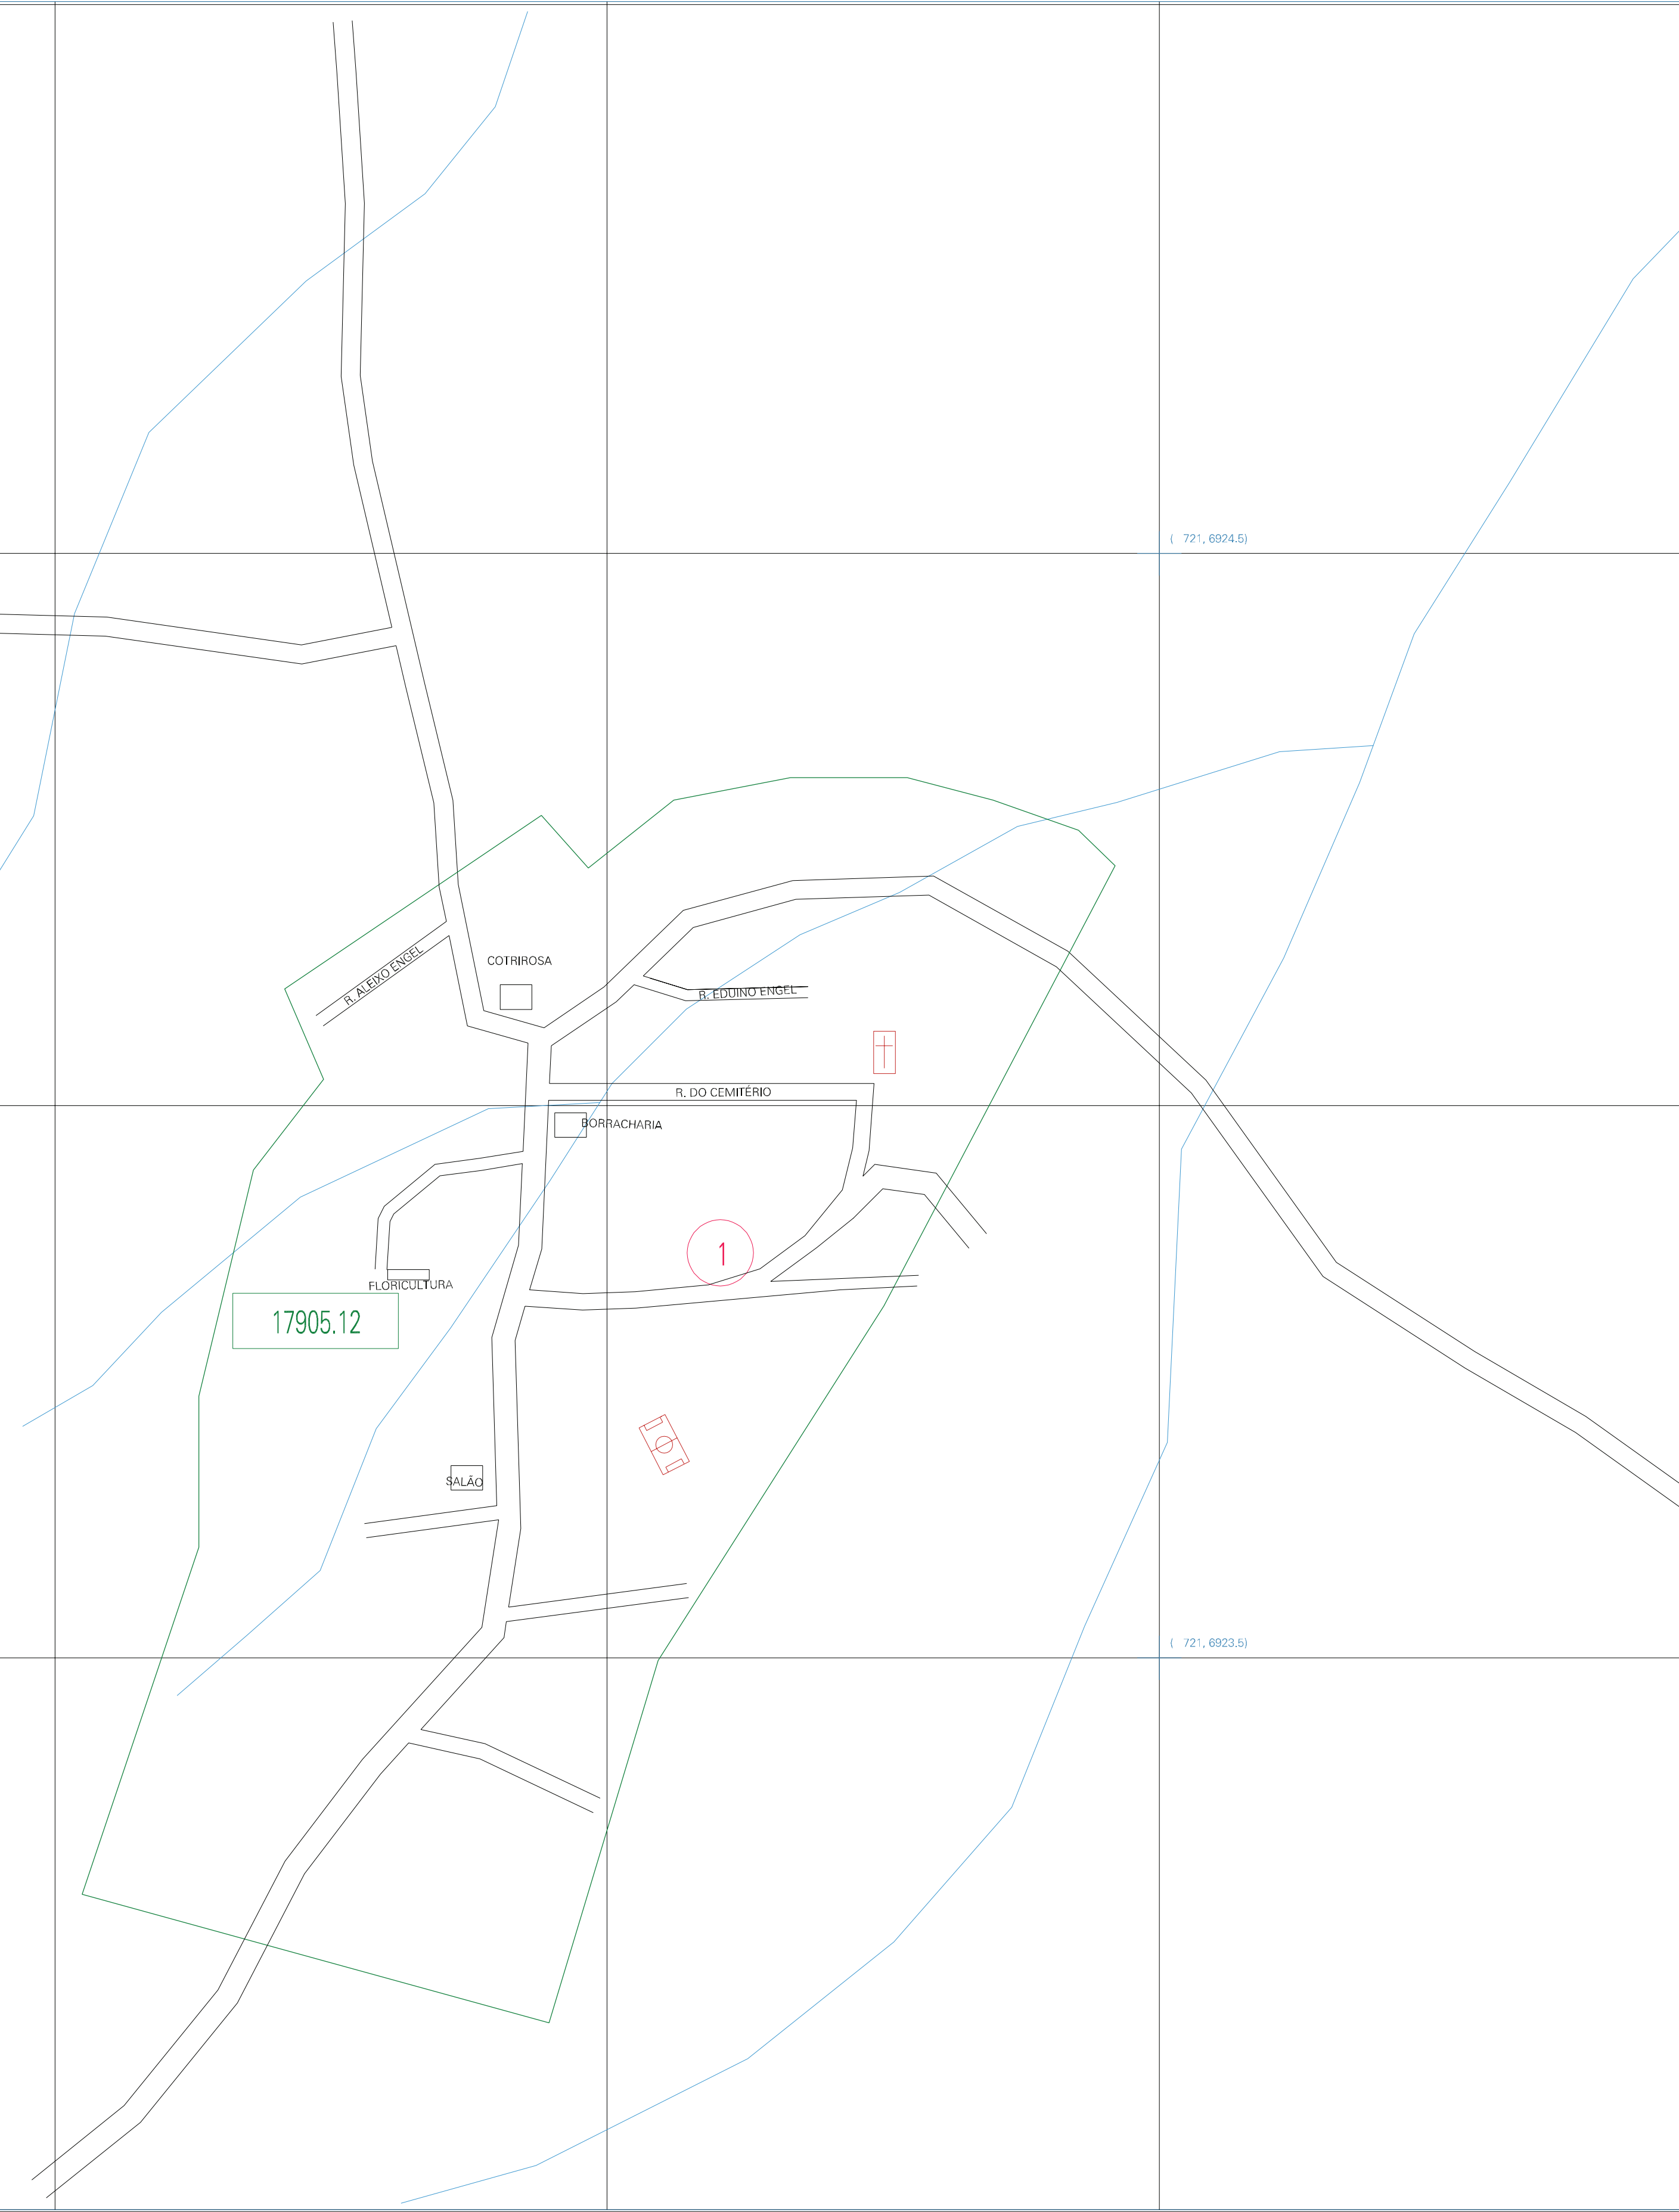 ( 721, 6924.5)
COTRIROSA
R. ALEIXO ENGEL
R. EDUINO ENGEL
R. DO CEMITÉRIO
BORRACHARIA
1
FLORICULTURA
17905.12
SALÃO
( 721, 6923.5)